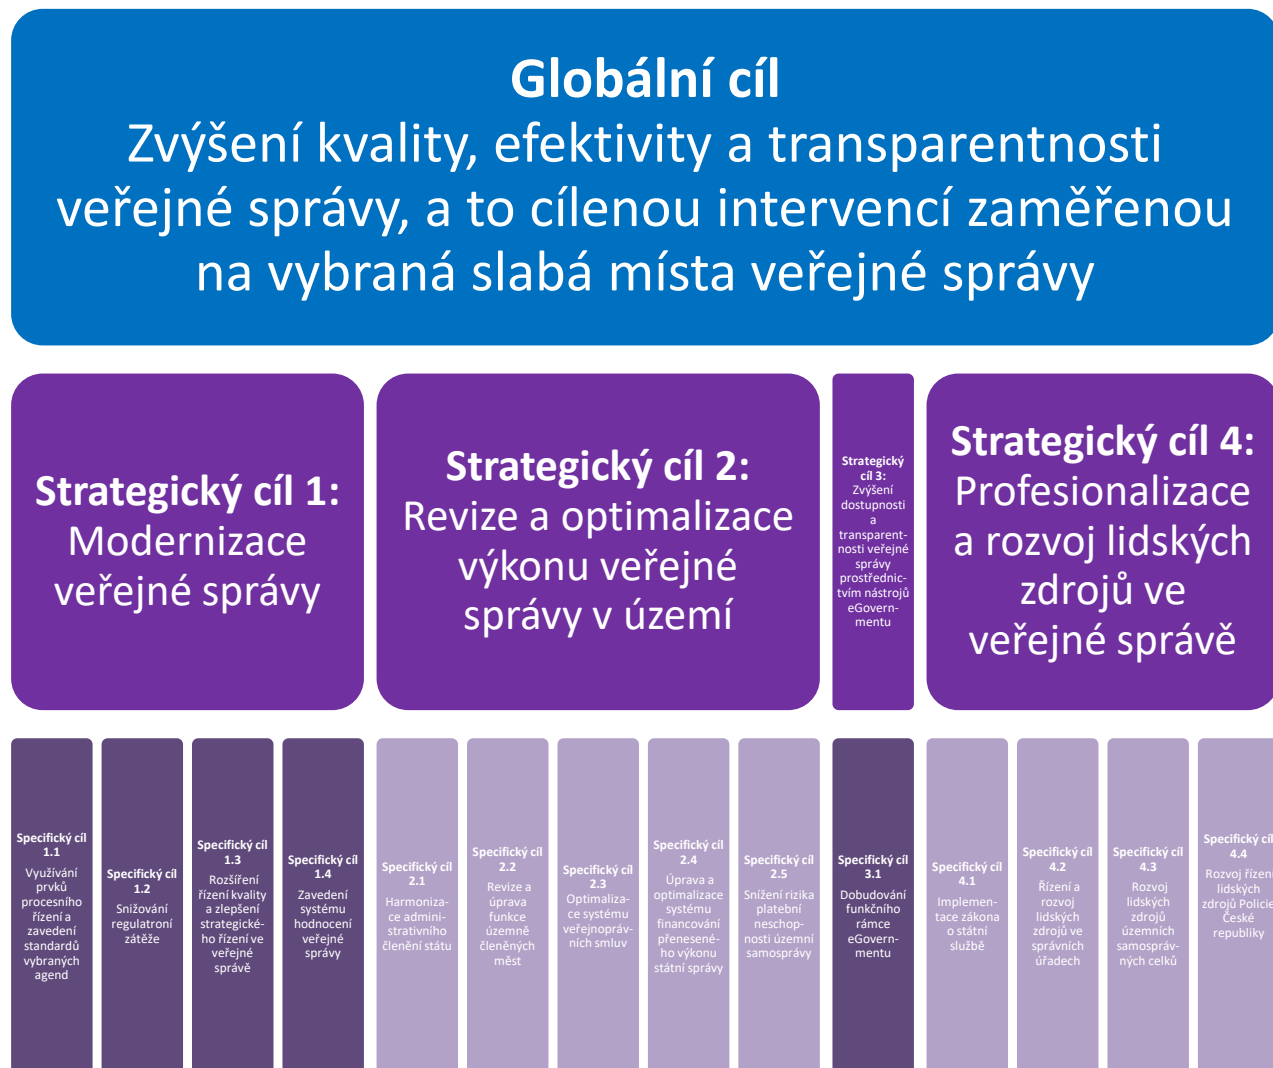 Globální cíl
Zvýšení kvality, efektivity a transparentnosti
veřejné správy, a to cílenou intervencí zaměřenou
na vybraná slabá místa veřejné správy
Strategický cíl 1:
Modernizace
veřejné správy
Strategický cíl 2:
Revize a optimalizace
výkonu veřejné
správy v území
Strategický
cíl 3:
Zvýšení
dostupnosti
a
transparent-
nosti veřejné
správy
prostřednic-
tvím nástrojů
eGovern-
mentu
Strategický cíl 4:
Profesionalizace
a rozvoj lidských
zdrojů ve
veřejné správě
Specifický cíl
1.1
Využívání
prvků
procesního
řízení a
zavedení
standardů
vybraných
agend
Specifický cíl
1.2
Snižování
regulatroní
zátěže
Specifický cíl
1.3
Rozšíření
řízení kvality
a zlepšení
strategické-
ho řízení ve
veřejné
správě
Specifický cíl
1.4
Zavedení
systému
hodnocení
veřejné
správy
Specifický cíl
2.1
Harmoniza-
ce admini-
strativního
členění státu
Specifický cíl
2.2
Revize a
úprava
funkce
územně
členěných
měst
Specifický cíl
2.3
Optimaliza-
ce systému
veřejnopráv-
ních smluv
Specifický cíl
2.4
Úprava a
optimalizace
systému
financování
přenesené-
ho výkonu
státní správy
Specifický cíl
2.5
Snížení rizika
platební
neschop-
nosti územní
samosprávy
Specifický cíl
3.1
Dobudování
funkčního
rámce
eGovern-
mentu
Specifický cíl
4.1
Implemen-
tace zákona
o státní
službě
Specifický cíl
4.2
Řízení a
rozvoj
lidských
zdrojů ve
správních
úřadech
Specifický cíl
4.3
Rozvoj
lidských
zdrojů
územních
samospráv-
ných celků
Specifický cíl
4.4
Rozvoj řízení
lidských
zdrojů Policie
České
republiky